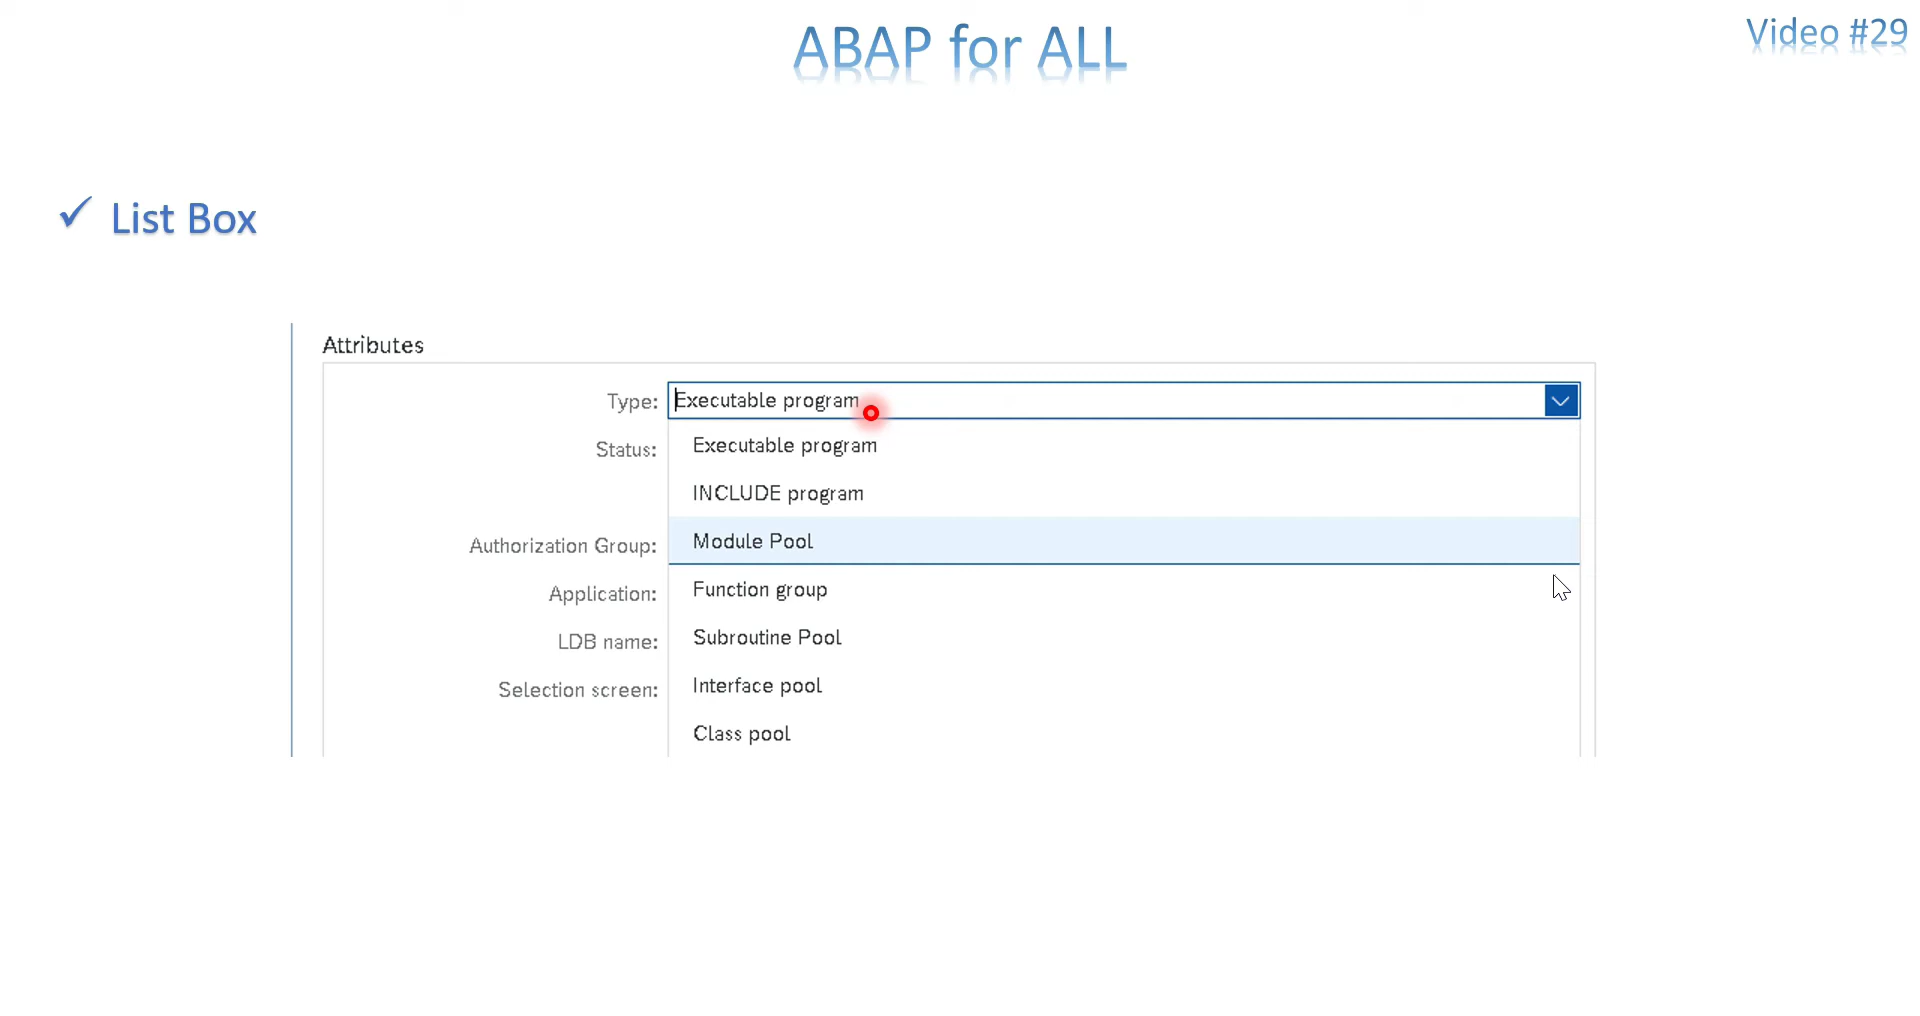 ABAP for ALL
Video #29
✓ List Box
Attributes
Type: Executable program
Executable program
Status:
INCLUDE program
Module Pool
Authorization Group:
Function group
Application:
Subroutine Pool
LDB name:
Interface pool
Selection screen:
Class pool